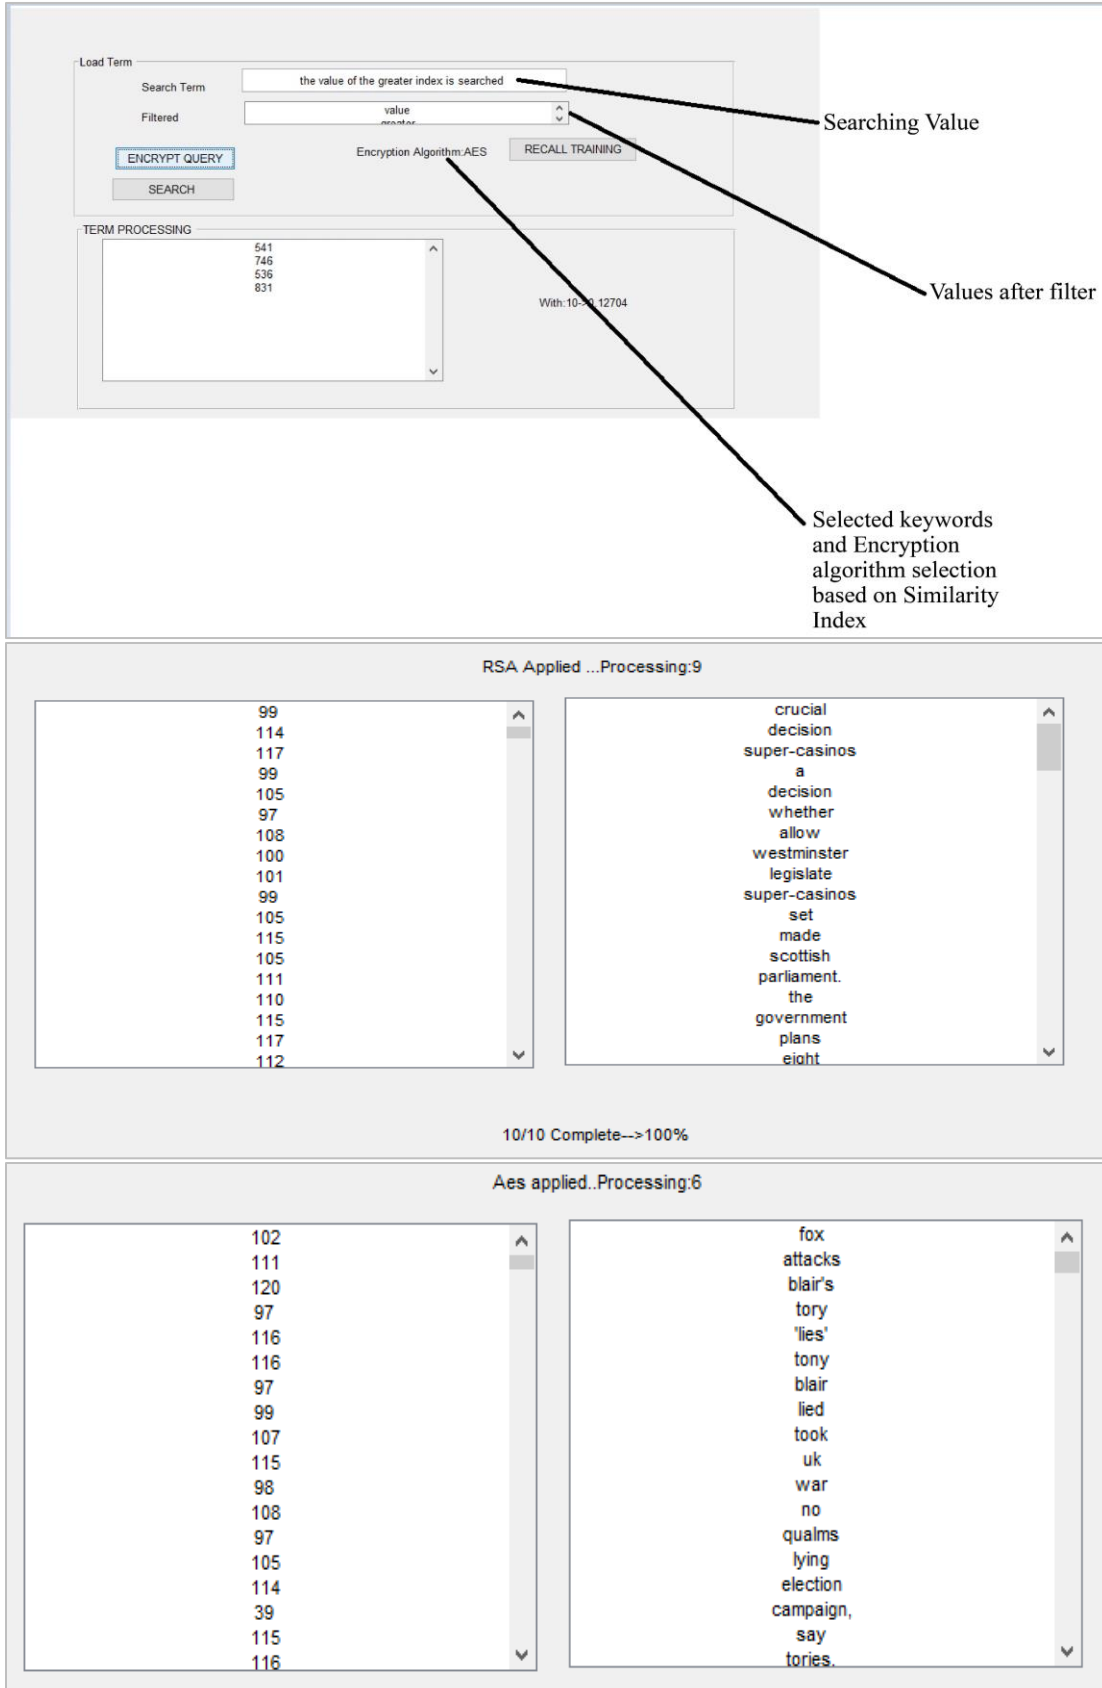 Load Term
Search Term
the value of the greater index is searched
Filtered
value
greater
ENCRYPT QUERY
Encryption Algorithm:AES
RECALL TRAINING
SEARCH
Searching Value
TERM PROCESSING
541
746
536
831
With:10->0.12704
Values after filter
Selected keywords
and Encryption
algorithm selection
based on Similarity
Index
RSA Applied ...Processing:9
99
114
117
99
105
97
108
100
101
99
105
115
105
111
110
115
117
112
crucial
decision
super-casinos
a
decision
whether
allow
westminster
legislate
super-casinos
set
made
scottish
parliament.
the
government
plans
eight
10/10 Complete-->100%
Aes applied..Processing:6
102
111
120
97
116
116
97
99
107
115
98
108
97
105
114
39
115
116
fox
attacks
blair's
tory
'lies'
tony
blair
lied
took
uk
war
no
qualms
lying
election
campaign,
say
tories.